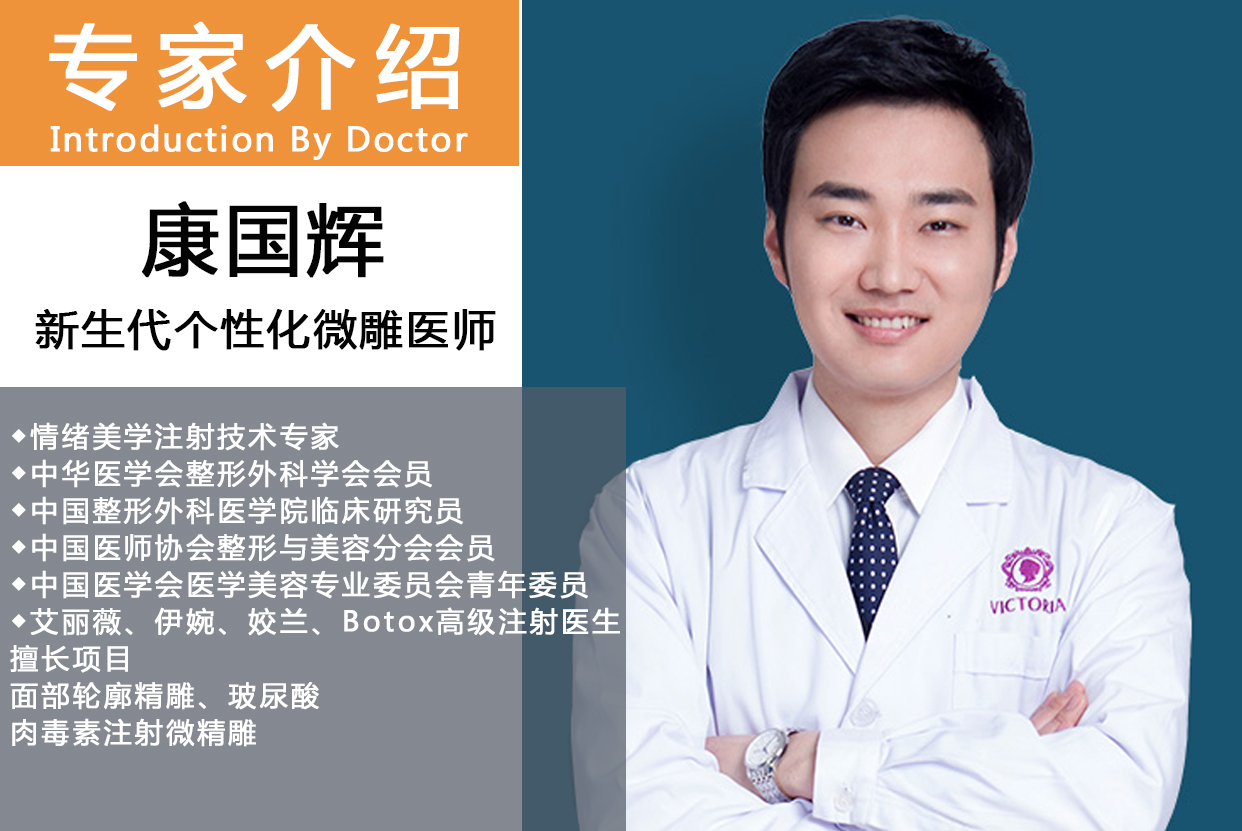 专家介绍
Introduction By Doctor
康国辉
新生代个性化微雕医师
◆情绪美学注射技术专家
◆中华医学会整形外科学会会员
◆中国整形外科医学院临床研究员
◆中国医师协会整形与美容分会会员
◆中国医学会医学美容专业委员会青年委员
◆艾丽薇、伊婉、姣兰、Botox高级注射医生
擅长项目
面部轮廓精雕、玻尿酸
肉毒素注射微精雕
VICTORIA